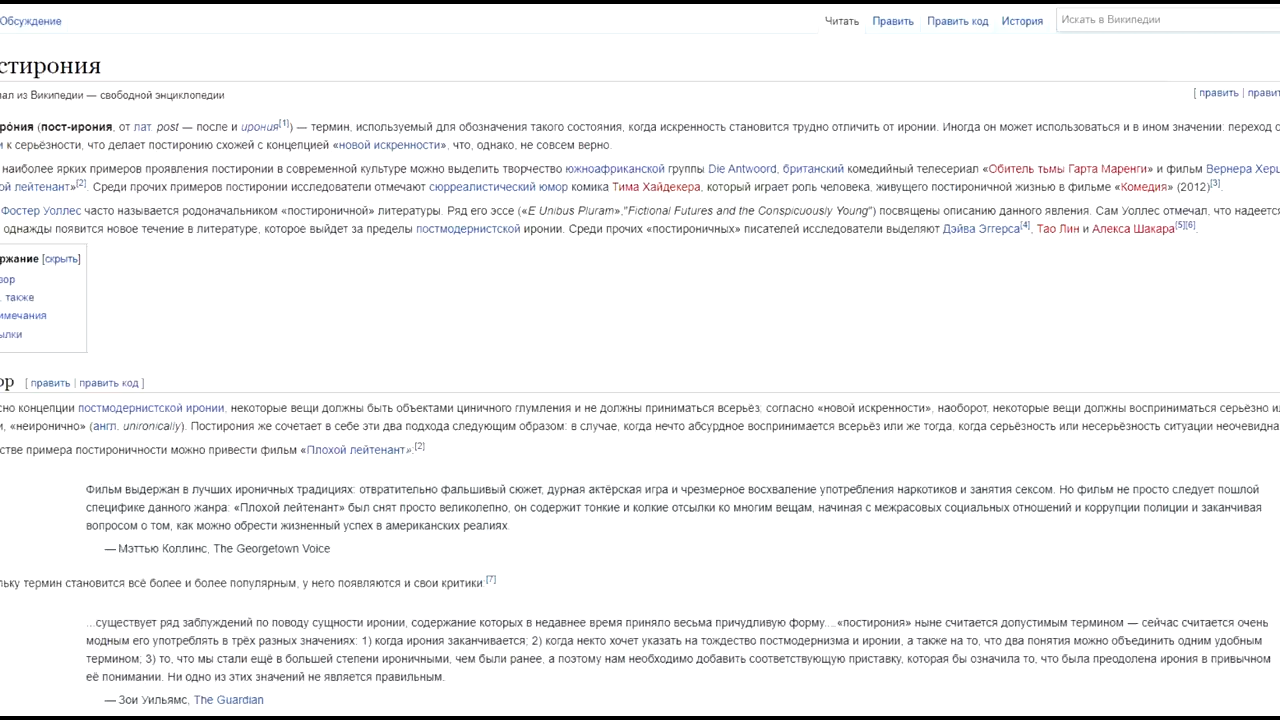 Обсуждение
Читать Править Править код История Искать в Википедии
стирония
ал из Википедии — свободной энциклопедии
[ править | правит
ро́ния (пост-ирония, от лат. post — после и ирония[1]) — термин, используемый для обозначения такого состояния, когда искренность становится трудно отличить от иронии. Иногда он может использоваться и в ином значении: переход о
и к серьёзности, что делает постиронию схожей с концепцией «новой искренности», что, однако, не совсем верно.
наиболее ярких примеров проявления постиронии в современной культуре можно выделить творчество южноафриканской группы Die Antwoord, британский комедийный телесериал «Обитель тьмы Гарта Маренги» и фильм Вернера Херц
ой лейтенант»[2]. Среди прочих примеров постиронии исследователи отмечают сюрреалистический юмор комика Тима Хайдекера, который играет роль человека, живущего постироничной жизнью в фильме «Комедия» (2012)[3].
Фостер Уоллес часто называется родоначальником «постироничной» литературы. Ряд его эссе («E Unibus Pluram»,"Fictional Futures and the Conspicuously Young") посвящены описанию данного явления. Сам Уоллес отмечал, что надеется
однажды появится новое течение в литературе, которое выйдет за пределы постмодернистской иронии. Среди прочих «постироничных» писателей исследователи выделяют Дэйва Эггерса[4], Тао Лин и Алекса Шакара[5][6].
ржание [скрыть]
зор
. также
имечания
ылки
ор [ править | править код ]
сно концепции постмодернистской иронии, некоторые вещи должны быть объектами циничного глумления и не должны приниматься всерьёз; согласно «новой искренности», наоборот, некоторые вещи должны восприниматься серьёзно и
и, «неиронично» (англ. unironically). Постирония же сочетает в себе эти два подхода следующим образом: в случае, когда нечто абсурдное воспринимается всерьёз или же тогда, когда серьёзность или несерьёзность ситуации неочевидна
стве примера постироничности можно привести фильм «Плохой лейтенант»:[2]
Фильм выдержан в лучших ироничных традициях: отвратительно фальшивый сюжет, дурная актёрская игра и чрезмерное восхваление употребления наркотиков и занятия сексом. Но фильм не просто следует пошлой
специфике данного жанра: «Плохой лейтенант» был снят просто великолепно, он содержит тонкие и колкие отсылки ко многим вещам, начиная с межрасовых социальных отношений и коррупции полиции и заканчивая
вопросом о том, как можно обрести жизненный успех в американских реалиях.
— Мэттью Коллинс, The Georgetown Voice
льку термин становится всё более и более популярным, у него появляются и свои критики:[7]
...существует ряд заблуждений по поводу сущности иронии, содержание которых в недавнее время приняло весьма причудливую форму.... «постирония» ныне считается допустимым термином — сейчас считается очень
модным его употреблять в трёх разных значениях: 1) когда ирония заканчивается; 2) когда некто хочет указать на тождество постмодернизма и иронии, а также на то, что два понятия можно объединить одним удобным
термином; 3) то, что мы стали ещё в большей степени ироничными, чем были ранее, а поэтому нам необходимо добавить соответствующую приставку, которая бы означила то, что была преодолена ирония в привычном
её понимании. Ни одно из этих значений не является правильным.
— Зои Уильямс, The Guardian